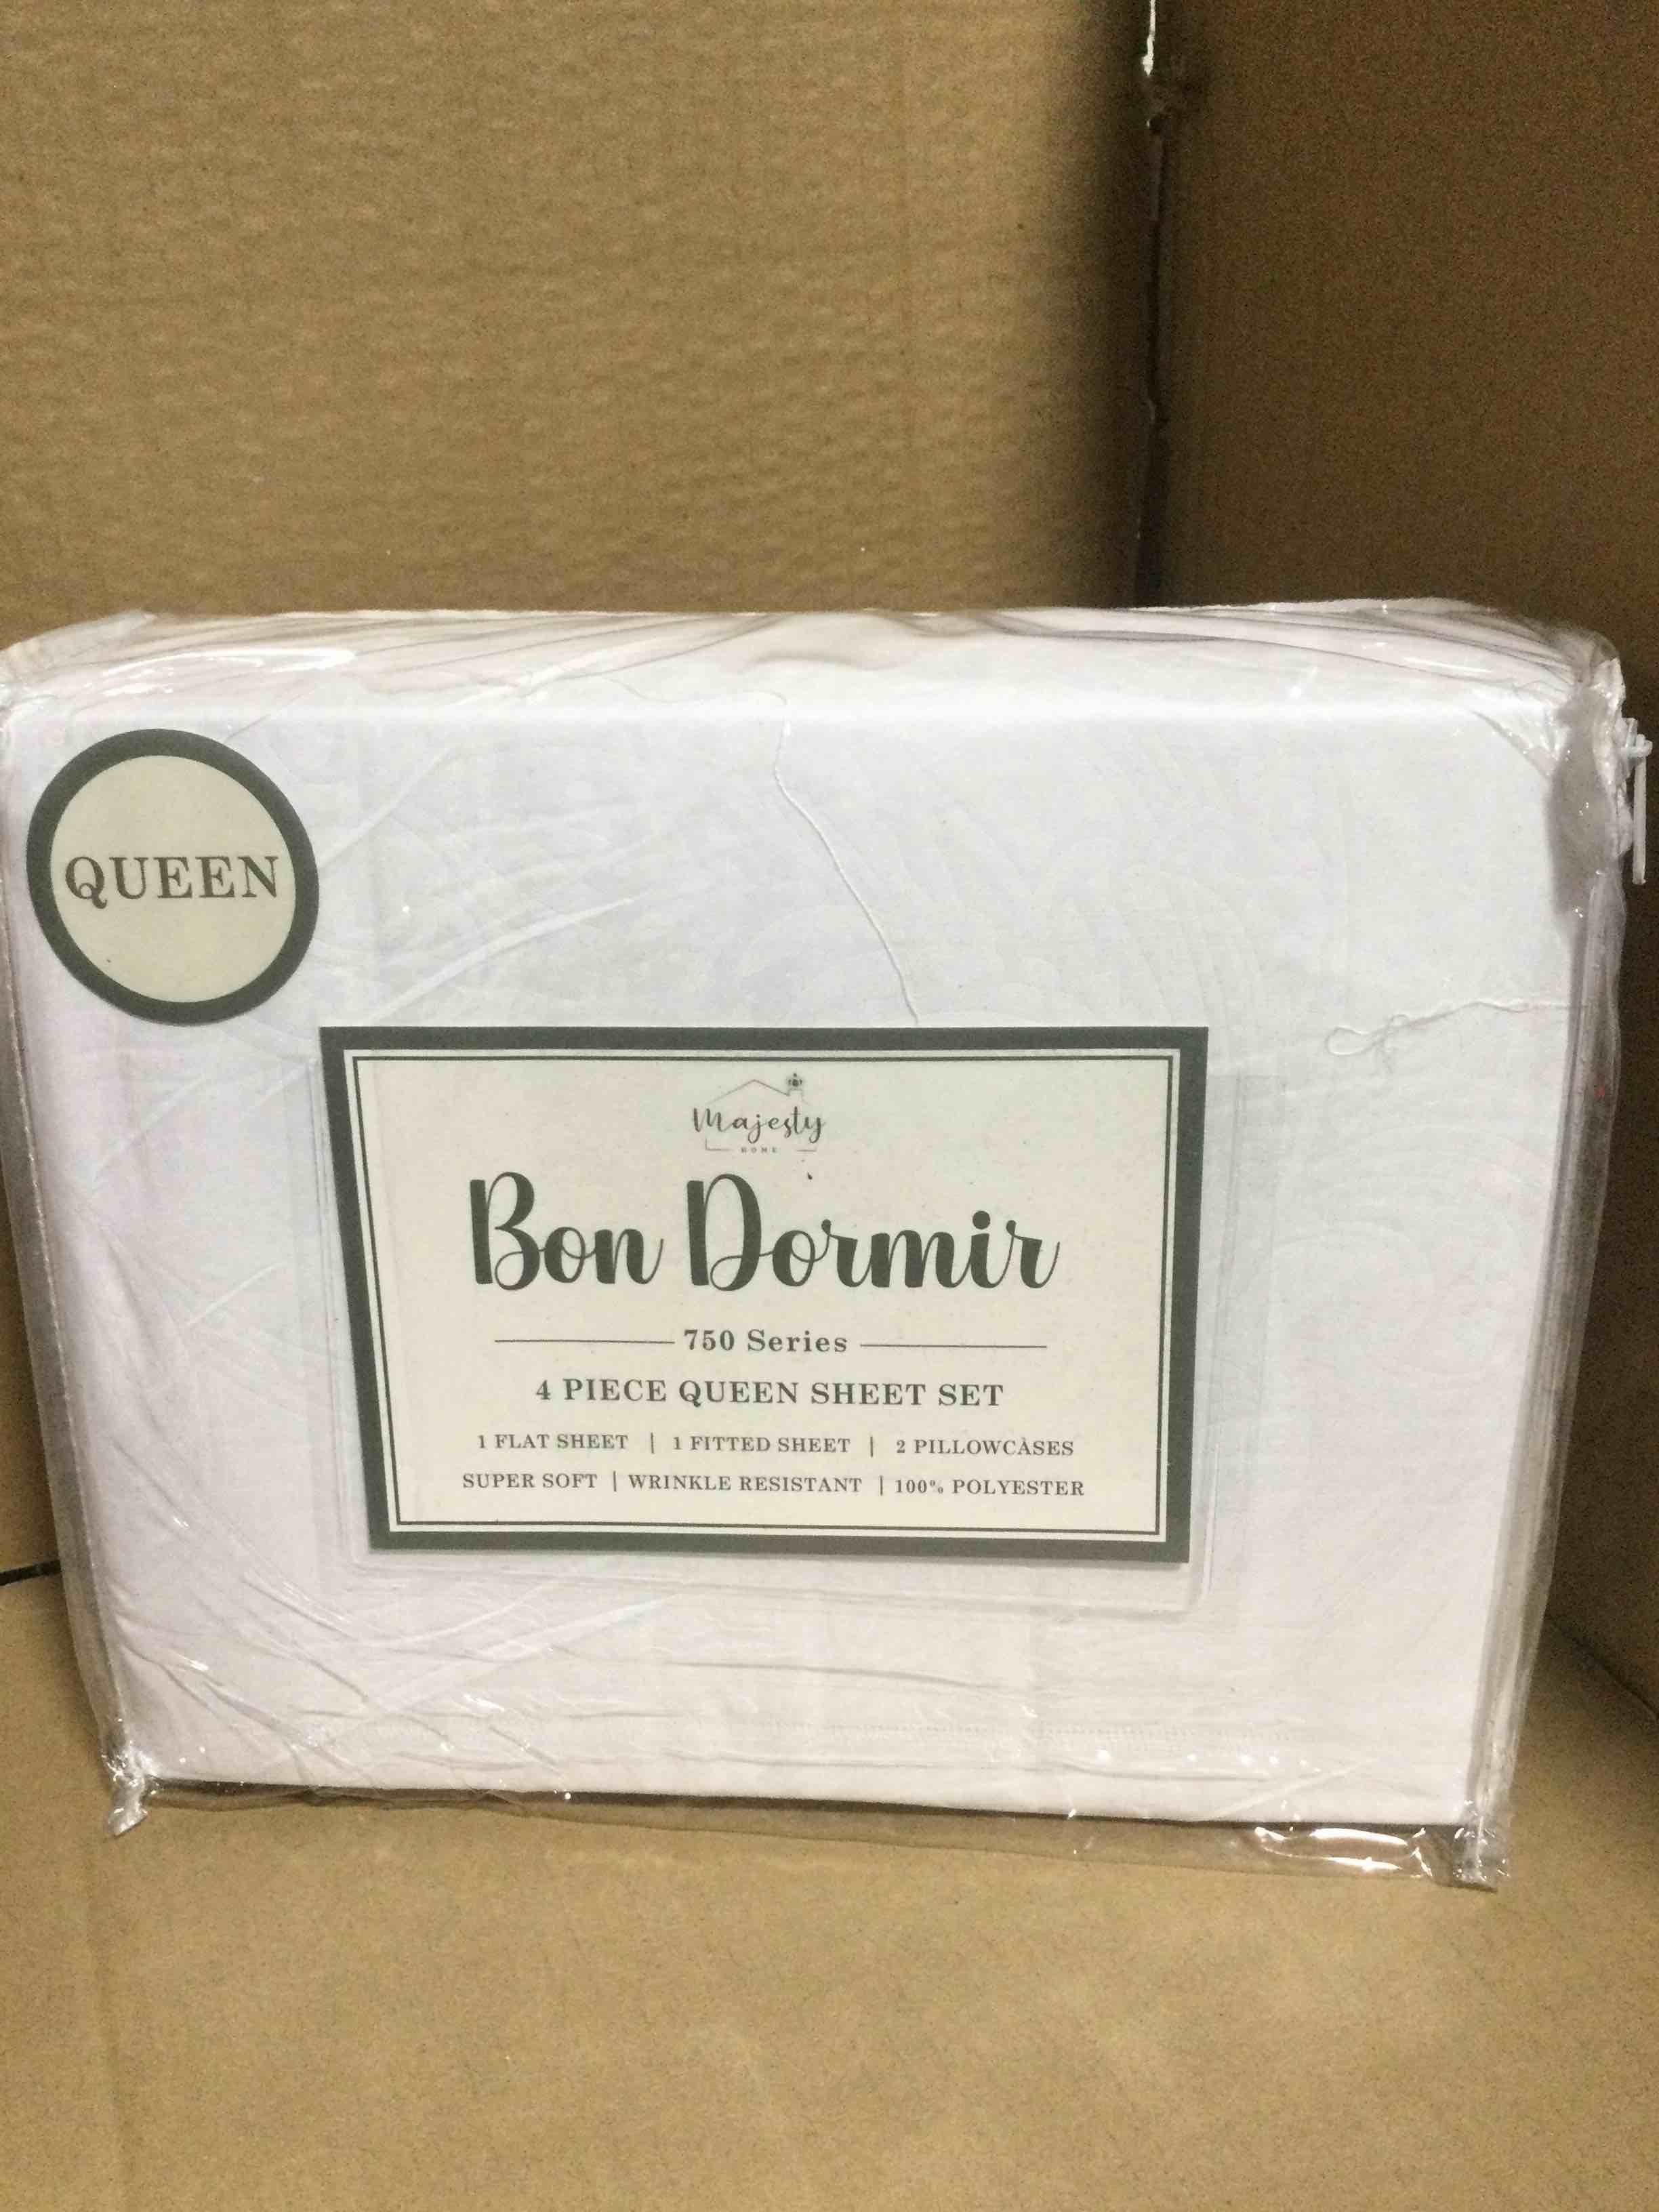 QUEEN
Majesty
HOME
Bon Dormir
750 Series
4 PIECE QUEEN SHEET SET
1 FLAT SHEET | 1 FITTED SHEET | 2 PILLOWCASES
SUPER SOFT | WRINKLE RESISTANT | 100% POLYESTER